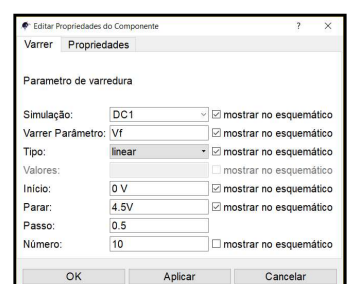 Editar Propriedades do Componente ? ×
Varrer Propriedades
Parametro de varredura
Simulação: DC1 mostrar no esquemático
Varrer Parâmetro: Vf mostrar no esquemático
Tipo: linear mostrar no esquemático
Valores: mostrar no esquemático
Início: 0 V mostrar no esquemático
Parar: 4.5V mostrar no esquemático
Passo: 0.5
Número: 10 mostrar no esquemático
OK Aplicar Cancelar